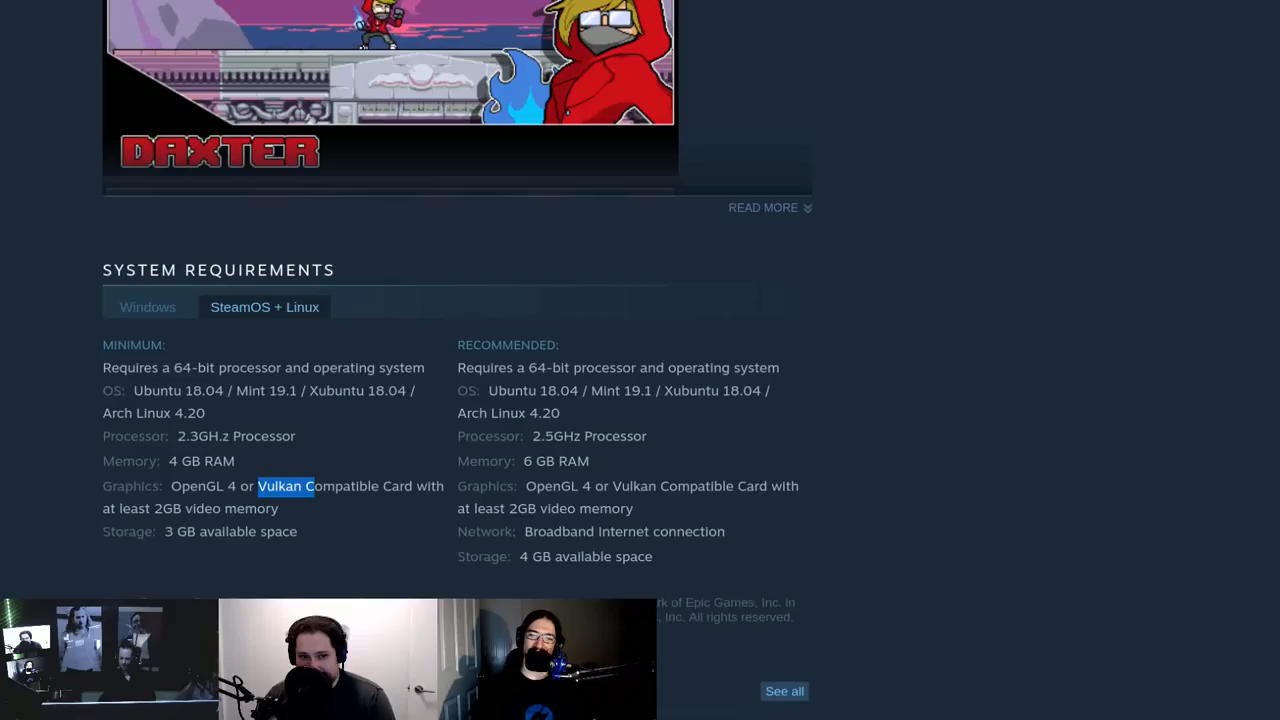 DAXTER
READ MORE
SYSTEM REQUIREMENTS
Windows
SteamOS + Linux
MINIMUM:
Requires a 64-bit processor and operating system
OS: Ubuntu 18.04 / Mint 19.1 / Xubuntu 18.04 /
Arch Linux 4.20
Processor: 2.3GH.z Processor
Memory: 4 GB RAM
Graphics: OpenGL 4 or Vulkan Compatible Card with
at least 2GB video memory
Storage: 3 GB available space
RECOMMENDED:
Requires a 64-bit processor and operating system
OS: Ubuntu 18.04 / Mint 19.1 / Xubuntu 18.04 /
Arch Linux 4.20
Processor: 2.5GHz Processor
Memory: 6 GB RAM
Graphics: OpenGL 4 or Vulkan Compatible Card with
at least 2GB video memory
Network: Broadband Internet connection
Storage: 4 GB available space
rk of Epic Games, Inc. in
, Inc. All rights reserved.
See all